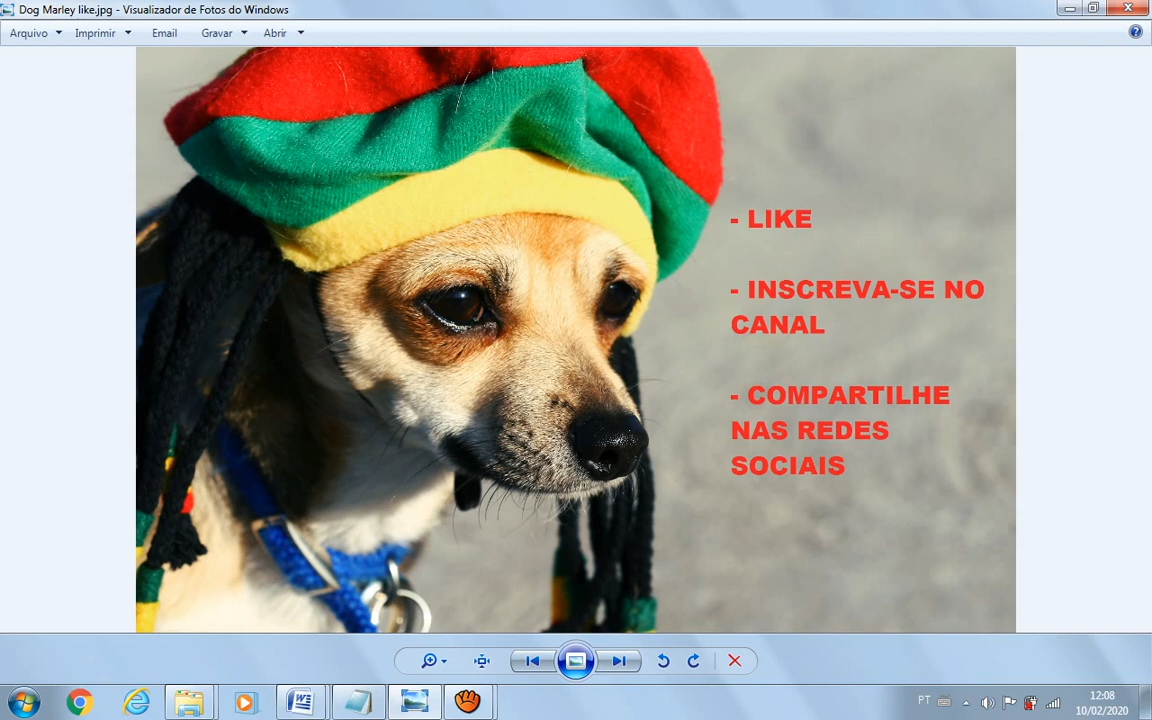 Dog Marley like.jpg - Visualizador de Fotos do Windows
Arquivo Imprimir Email Gravar Abrir
- LIKE
- INSCREVA-SE NO
CANAL
- COMPARTILHE
NAS REDES
SOCIAIS
PT
12:08
10/02/2020